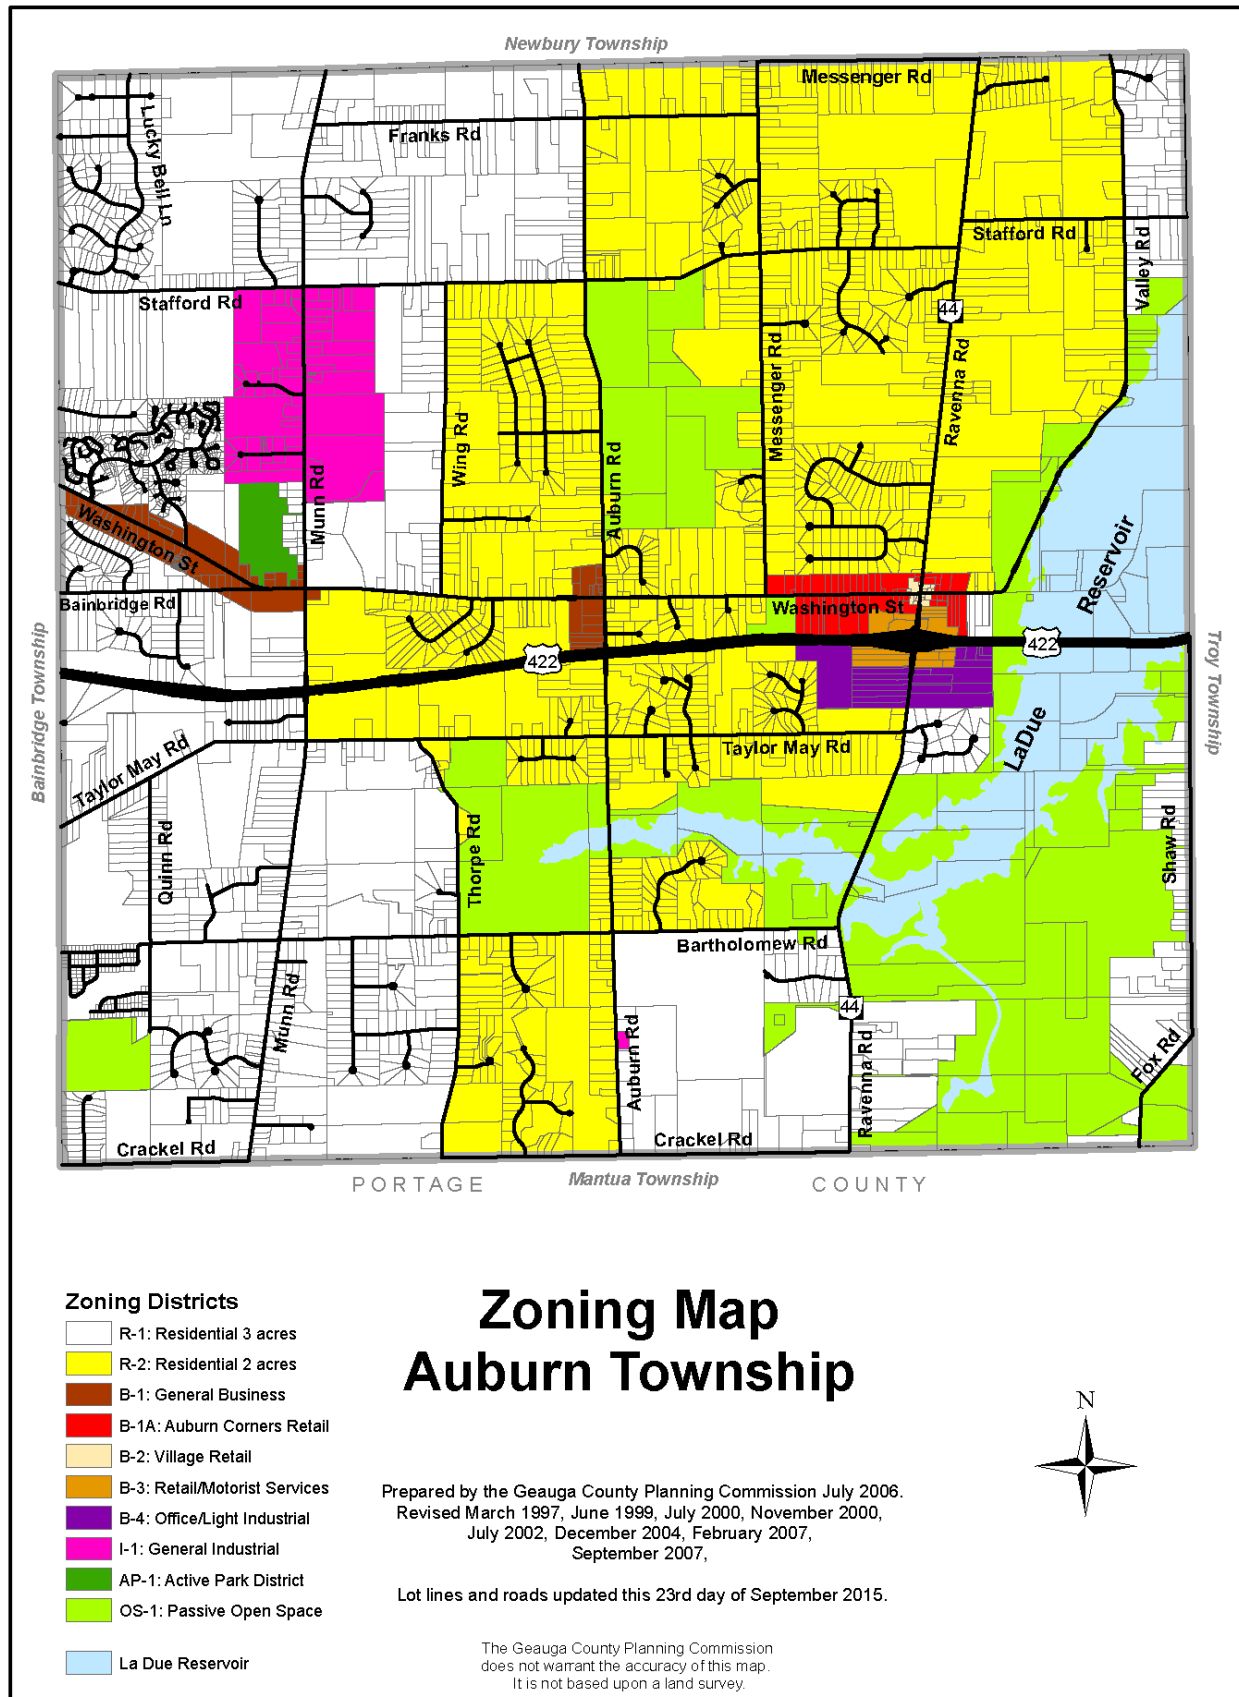 Newbury Township
Messenger Rd
Franks Rd
Lucky Bell Ln
Stafford Rd
Valley Rd
Stafford Rd
44
Messenger Rd
Ravenna Rd
Wing Rd
Auburn Rd
Munn Rd
Washington St
Reservoir
Bainbridge Rd
Washington St
422
422
Bainbridge Township
Troy Township
LaDue
Taylor May Rd
Taylor May Rd
Quinn Rd
Thorpe Rd
Shaw Rd
Bartholomew Rd
Munn Rd
44
Auburn Rd
Ravenna Rd
Fox Rd
Crackel Rd
Crackel Rd
PORTAGE
Mantua Township
COUNTY
Zoning Map
Auburn Township
Zoning Districts
R-1: Residential 3 acres
R-2: Residential 2 acres
B-1: General Business
B-1A: Auburn Corners Retail
B-2: Village Retail
B-3: Retail/Motorist Services
B-4: Office/Light Industrial
I-1: General Industrial
AP-1: Active Park District
OS-1: Passive Open Space
La Due Reservoir
N
Prepared by the Geauga County Planning Commission July 2006.
Revised March 1997, June 1999, July 2000, November 2000,
July 2002, December 2004, February 2007,
September 2007,
Lot lines and roads updated this 23rd day of September 2015.
The Geauga County Planning Commission
does not warrant the accuracy of this map.
It is not based upon a land survey.